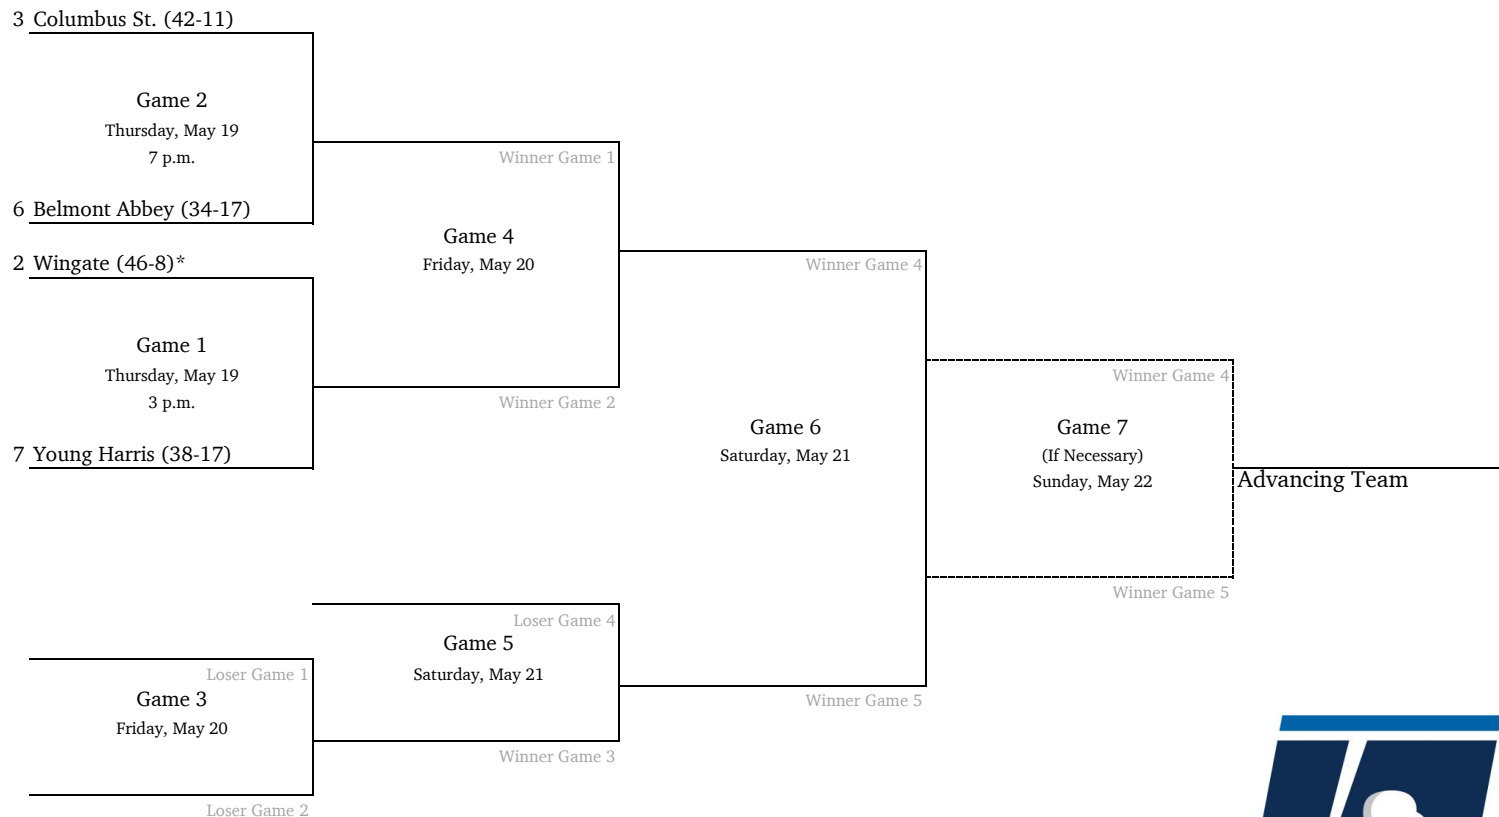 3 Columbus St. (42-11)
Game 2
Thursday, May 19
7 p.m.
6 Belmont Abbey (34-17)
2 Wingate (46-8)*
Game 1
Thursday, May 19
3 p.m.
7 Young Harris (38-17)
Loser Game 1
Game 3
Friday, May 20
Loser Game 2
Winner Game 1
Game 4
Friday, May 20
Winner Game 2
Loser Game 4
Game 5
Saturday, May 21
Winner Game 3
Winner Game 4
Game 6
Saturday, May 21
Winner Game 5
Winner Game 4
Game 7
(If Necessary)
Sunday, May 22
Winner Game 5
Advancing Team